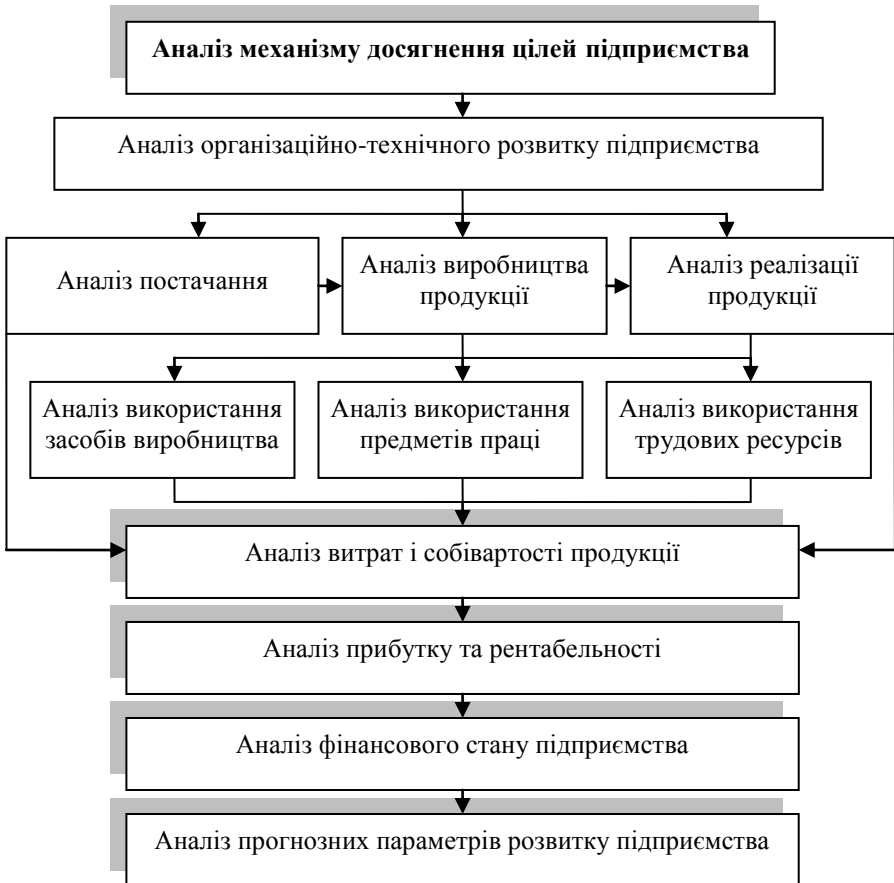 Аналіз механізму досягнення цілей підприємства
Аналіз організаційно-технічного розвитку підприємства
Аналіз постачання
Аналіз виробництва
продукції
Аналіз реалізації
продукції
Аналіз використання
засобів виробництва
Аналіз використання
предметів праці
Аналіз використання
трудових ресурсів
Аналіз витрат і собівартості продукції
Аналіз прибутку та рентабельності
Аналіз фінансового стану підприємства
Аналіз прогнозних параметрів розвитку підприємства